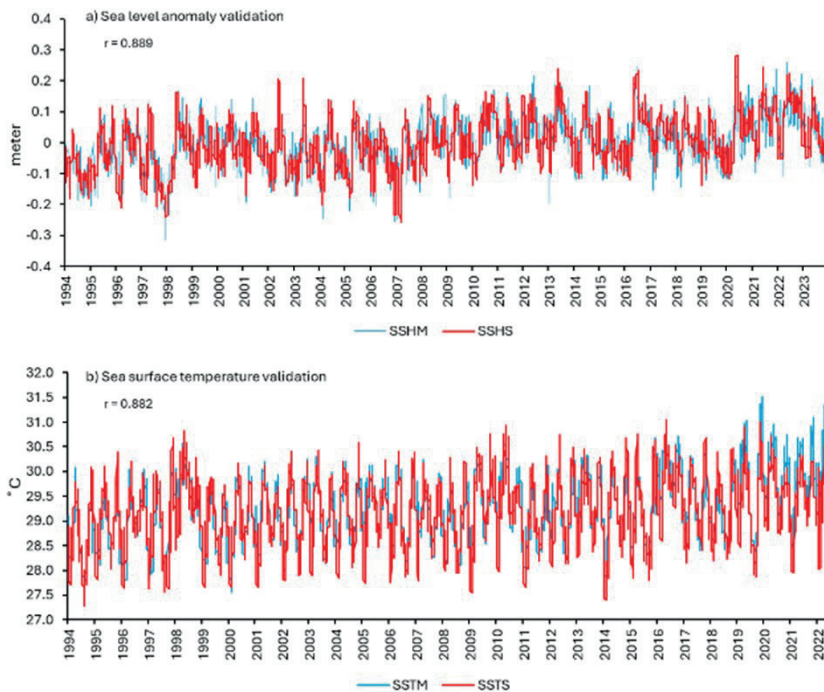 a) Sea level anomaly validation
r = 0.889
meter
0.4
0.3
0.2
0.1
0
-0.1
-0.2
-0.3
-0.4
1994 1995 1996 1997 1998 1999 2000 2001 2002 2003 2004 2005 2006 2007 2008 2009 2010 2011 2012 2013 2014 2015 2016 2017 2018 2019 2020 2021 2022 2023
SSHM SSHS
b) Sea surface temperature validation
r = 0.882
°C
32.0
31.5
31.0
30.5
30.0
29.5
29.0
28.5
28.0
27.5
27.0
1994 1995 1996 1997 1998 1999 2000 2001 2002 2003 2004 2005 2006 2007 2008 2009 2010 2011 2012 2013 2014 2015 2016 2017 2018 2019 2020 2021 2022
SSTM SSTS